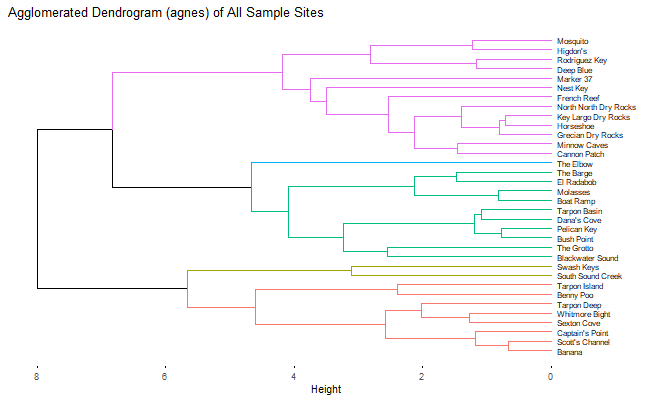 Agglomerated Dendrogram (agnes) of All Sample Sites
Mosquito
Higdon's
Rodriguez Key
Deep Blue
Marker 37
Nest Key
French Reef
North North Dry Rocks
Key Largo Dry Rocks
Horseshoe
Grecian Dry Rocks
Minnow Caves
Cannon Patch
The Elbow
The Barge
El Radabob
Molasses
Boat Ramp
Tarpon Basin
Dana's Cove
Pelican Key
Bush Point
The Grotto
Blackwater Sound
Swash Keys
South Sound Creek
Tarpon Island
Benny Poo
Tarpon Deep
Whitmore Bight
Sexton Cove
Captain's Point
Scott's Channel
Banana
8 6 4 2 0
Height